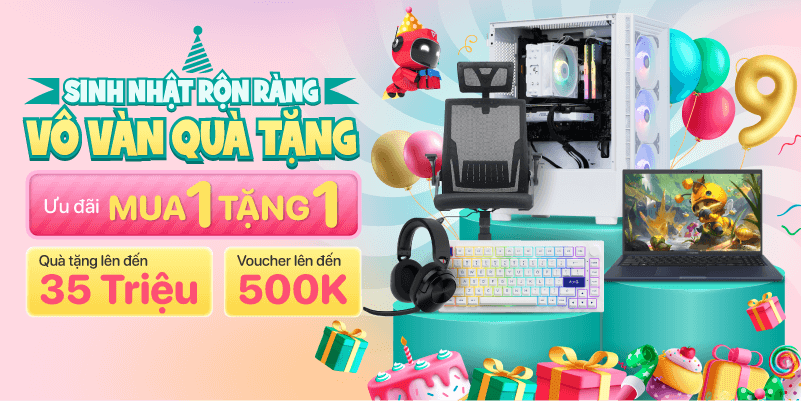 SINH NHẬT RỘN RÀNG
VÔ VÀN QUÀ TẶNG
Ưu đãi MUA 1 TẶNG 1
Quà tặng lên đến
35 Triệu
Voucher lên đến
500K
9